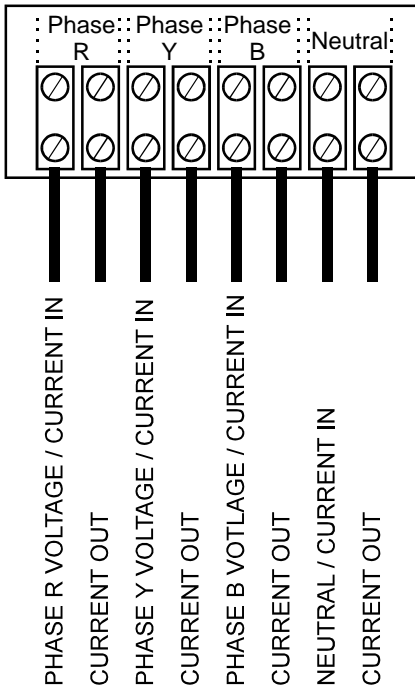 Phase
R
Phase
Y
Phase
B
Neutral
PHASE R VOLTAGE / CURRENT IN
CURRENT OUT
PHASE Y VOLTAGE / CURRENT IN
CURRENT OUT
PHASE B VOTLAGE / CURRENT IN
CURRENT OUT
NEUTRAL / CURRENT IN
CURRENT OUT